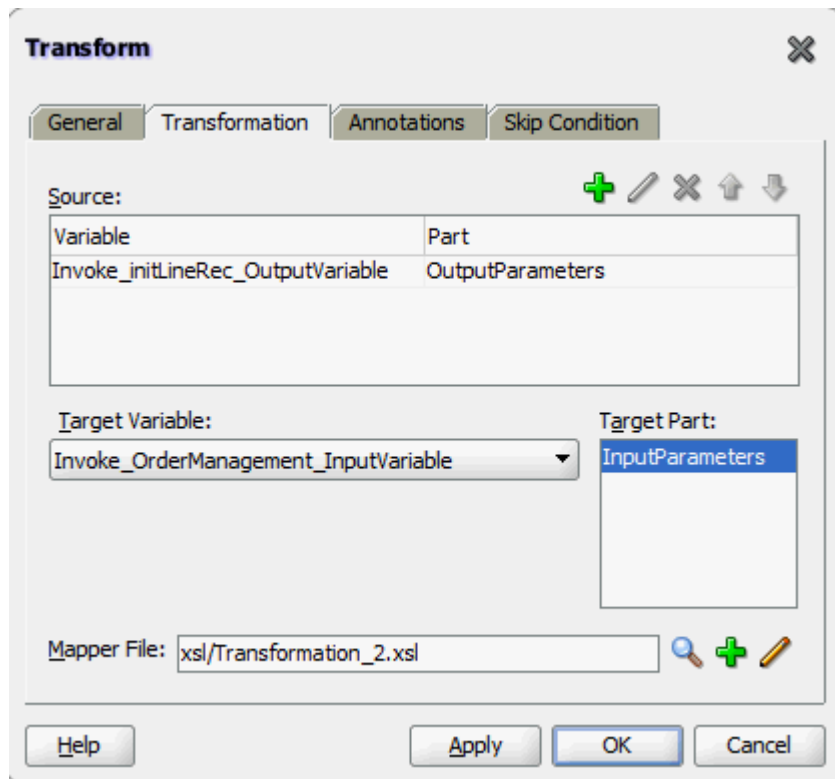 Transform
General Transformation Annotations Skip Condition
Source:
Variable Part
Invoke_initLineRec_OutputVariable OutputParameters
Target Variable: Target Part:
Invoke_OrderManagement_InputVariable InputParameters
Mapper File: xsl/Transformation_2.xsl
Help Apply OK Cancel